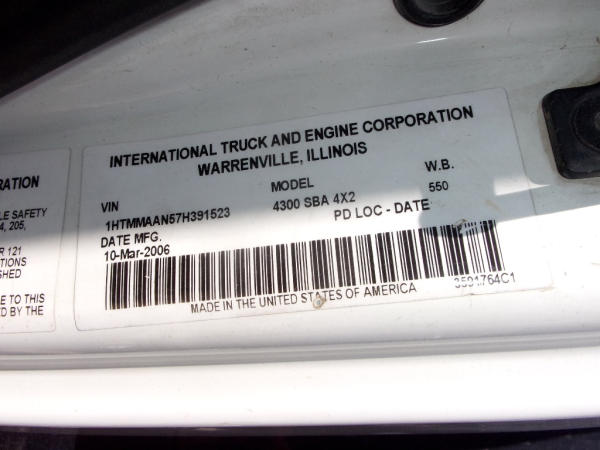 RATION
LE SAFETY
4, 205,
R 121
TIONS
SHED
E TO THIS
D BY THE
INTERNATIONAL TRUCK AND ENGINE CORPORATION
WARRENVILLE, ILLINOIS
VIN MODEL W.B.
1HTMMAAN57H391523 4300 SBA 4X2 550
DATE MFG. PD LOC - DATE
10-Mar-2006
3591764C1
MADE IN THE UNITED STATES OF AMERICA